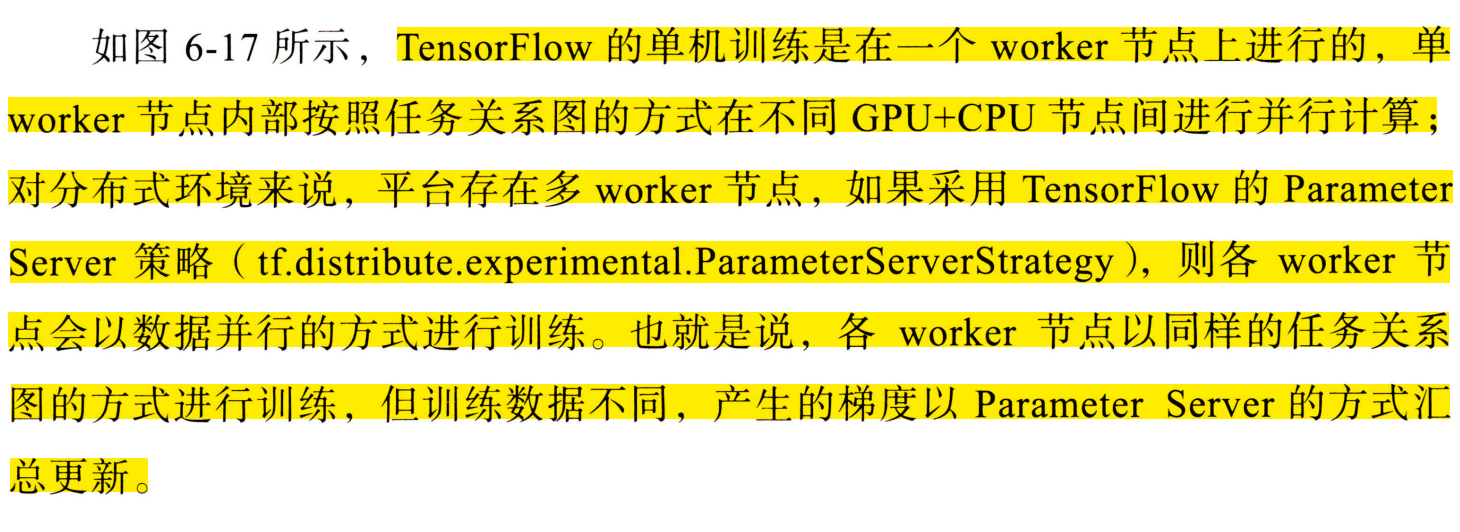 如图 6-17 所示，TensorFlow 的单机训练是在一个 worker 节点上进行的，单
worker 节点内部按照任务关系图的方式在不同 GPU+CPU 节点间进行并行计算；
对分布式环境来说，平台存在多 worker 节点，如果采用 TensorFlow 的 Parameter
Server 策略（tf.distribute.experimental.ParameterServerStrategy），则各 worker 节
点会以数据并行的方式进行训练。也就是说，各 worker 节点以同样的任务关系
图的方式进行训练，但训练数据不同，产生的梯度以 Parameter Server 的方式汇
总更新。